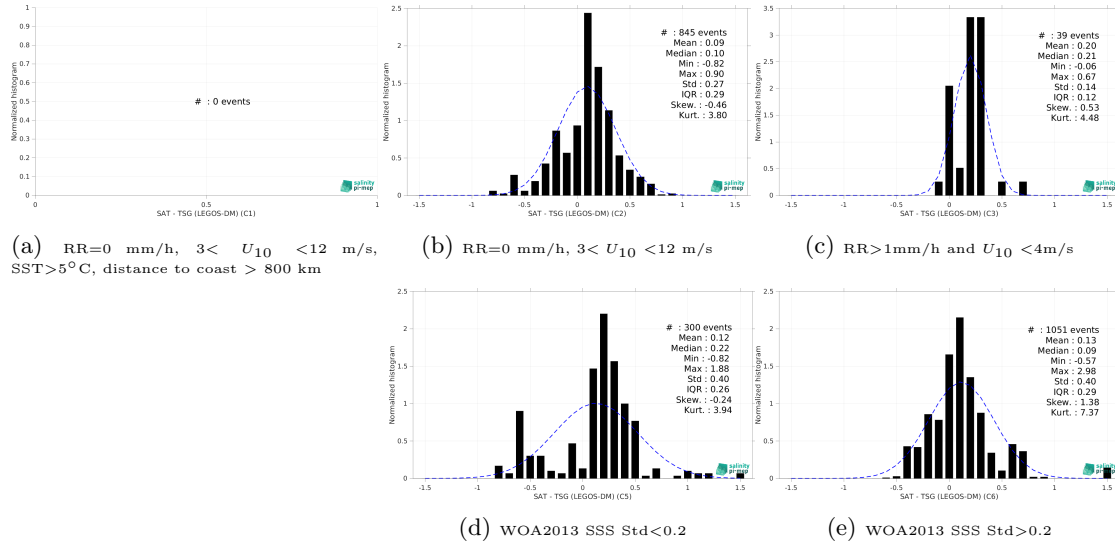 1
0.9
0.8
0.7
0.6
0.5
0.4
0.3
0.2
0.1
0
Normalized histogram
# : 0 events
salinity
pi-mep
0 0.5 1
SAT - TSG (LEGOS-DM) (C1)
(a) RR=0 mm/h, 3< U10 <12 m/s,
SST>5°C, distance to coast > 800 km
2.5
2
1.5
1
0.5
0
Normalized histogram
# : 845 events
Mean : 0.09
Median : 0.10
Min : -0.82
Max : 0.90
Std : 0.27
IQR : 0.29
Skew. : -0.46
Kurt. : 3.80
salinity
pi-mep
-1.5 -1 -0.5 0 0.5 1 1.5
SAT - TSG (LEGOS-DM) (C2)
(b) RR=0 mm/h, 3< U10 <12 m/s
3.5
3
2.5
2
1.5
1
0.5
0
Normalized histogram
# : 39 events
Mean : 0.20
Median : 0.21
Min : -0.06
Max : 0.67
Std : 0.14
IQR : 0.12
Skew. : 0.53
Kurt. : 4.48
salinity
pi-mep
-1.5 -1 -0.5 0 0.5 1 1.5
SAT - TSG (LEGOS-DM) (C3)
(c) RR>1mm/h and U10 <4m/s
2.5
2
1.5
1
0.5
0
Normalized histogram
# : 300 events
Mean : 0.12
Median : 0.22
Min : -0.82
Max : 1.88
Std : 0.40
IQR : 0.26
Skew. : -0.24
Kurt. : 3.94
salinity
pi-mep
-1.5 -1 -0.5 0 0.5 1 1.5
SAT - TSG (LEGOS-DM) (C5)
(d) WOA2013 SSS Std<0.2
2.5
2
1.5
1
0.5
0
Normalized histogram
# : 1051 events
Mean : 0.13
Median : 0.09
Min : -0.57
Max : 2.98
Std : 0.40
IQR : 0.29
Skew. : 1.38
Kurt. : 7.37
salinity
pi-mep
-1.5 -1 -0.5 0 0.5 1 1.5
SAT - TSG (LEGOS-DM) (C6)
(e) WOA2013 SSS Std>0.2